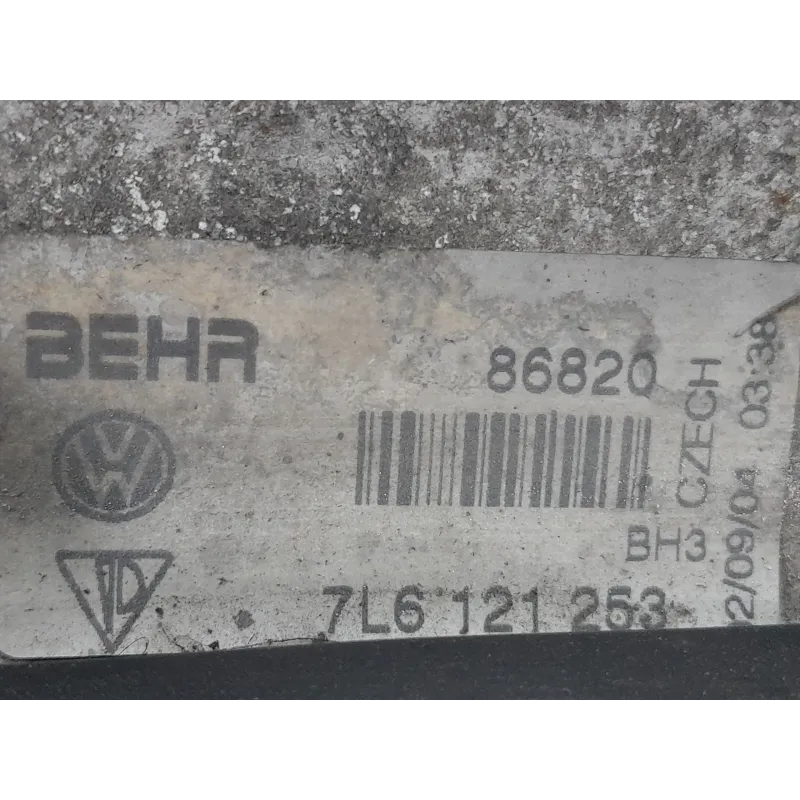 BEHR
86820
CZECH
BH3
7L6 121 253
2/09/04 03:38